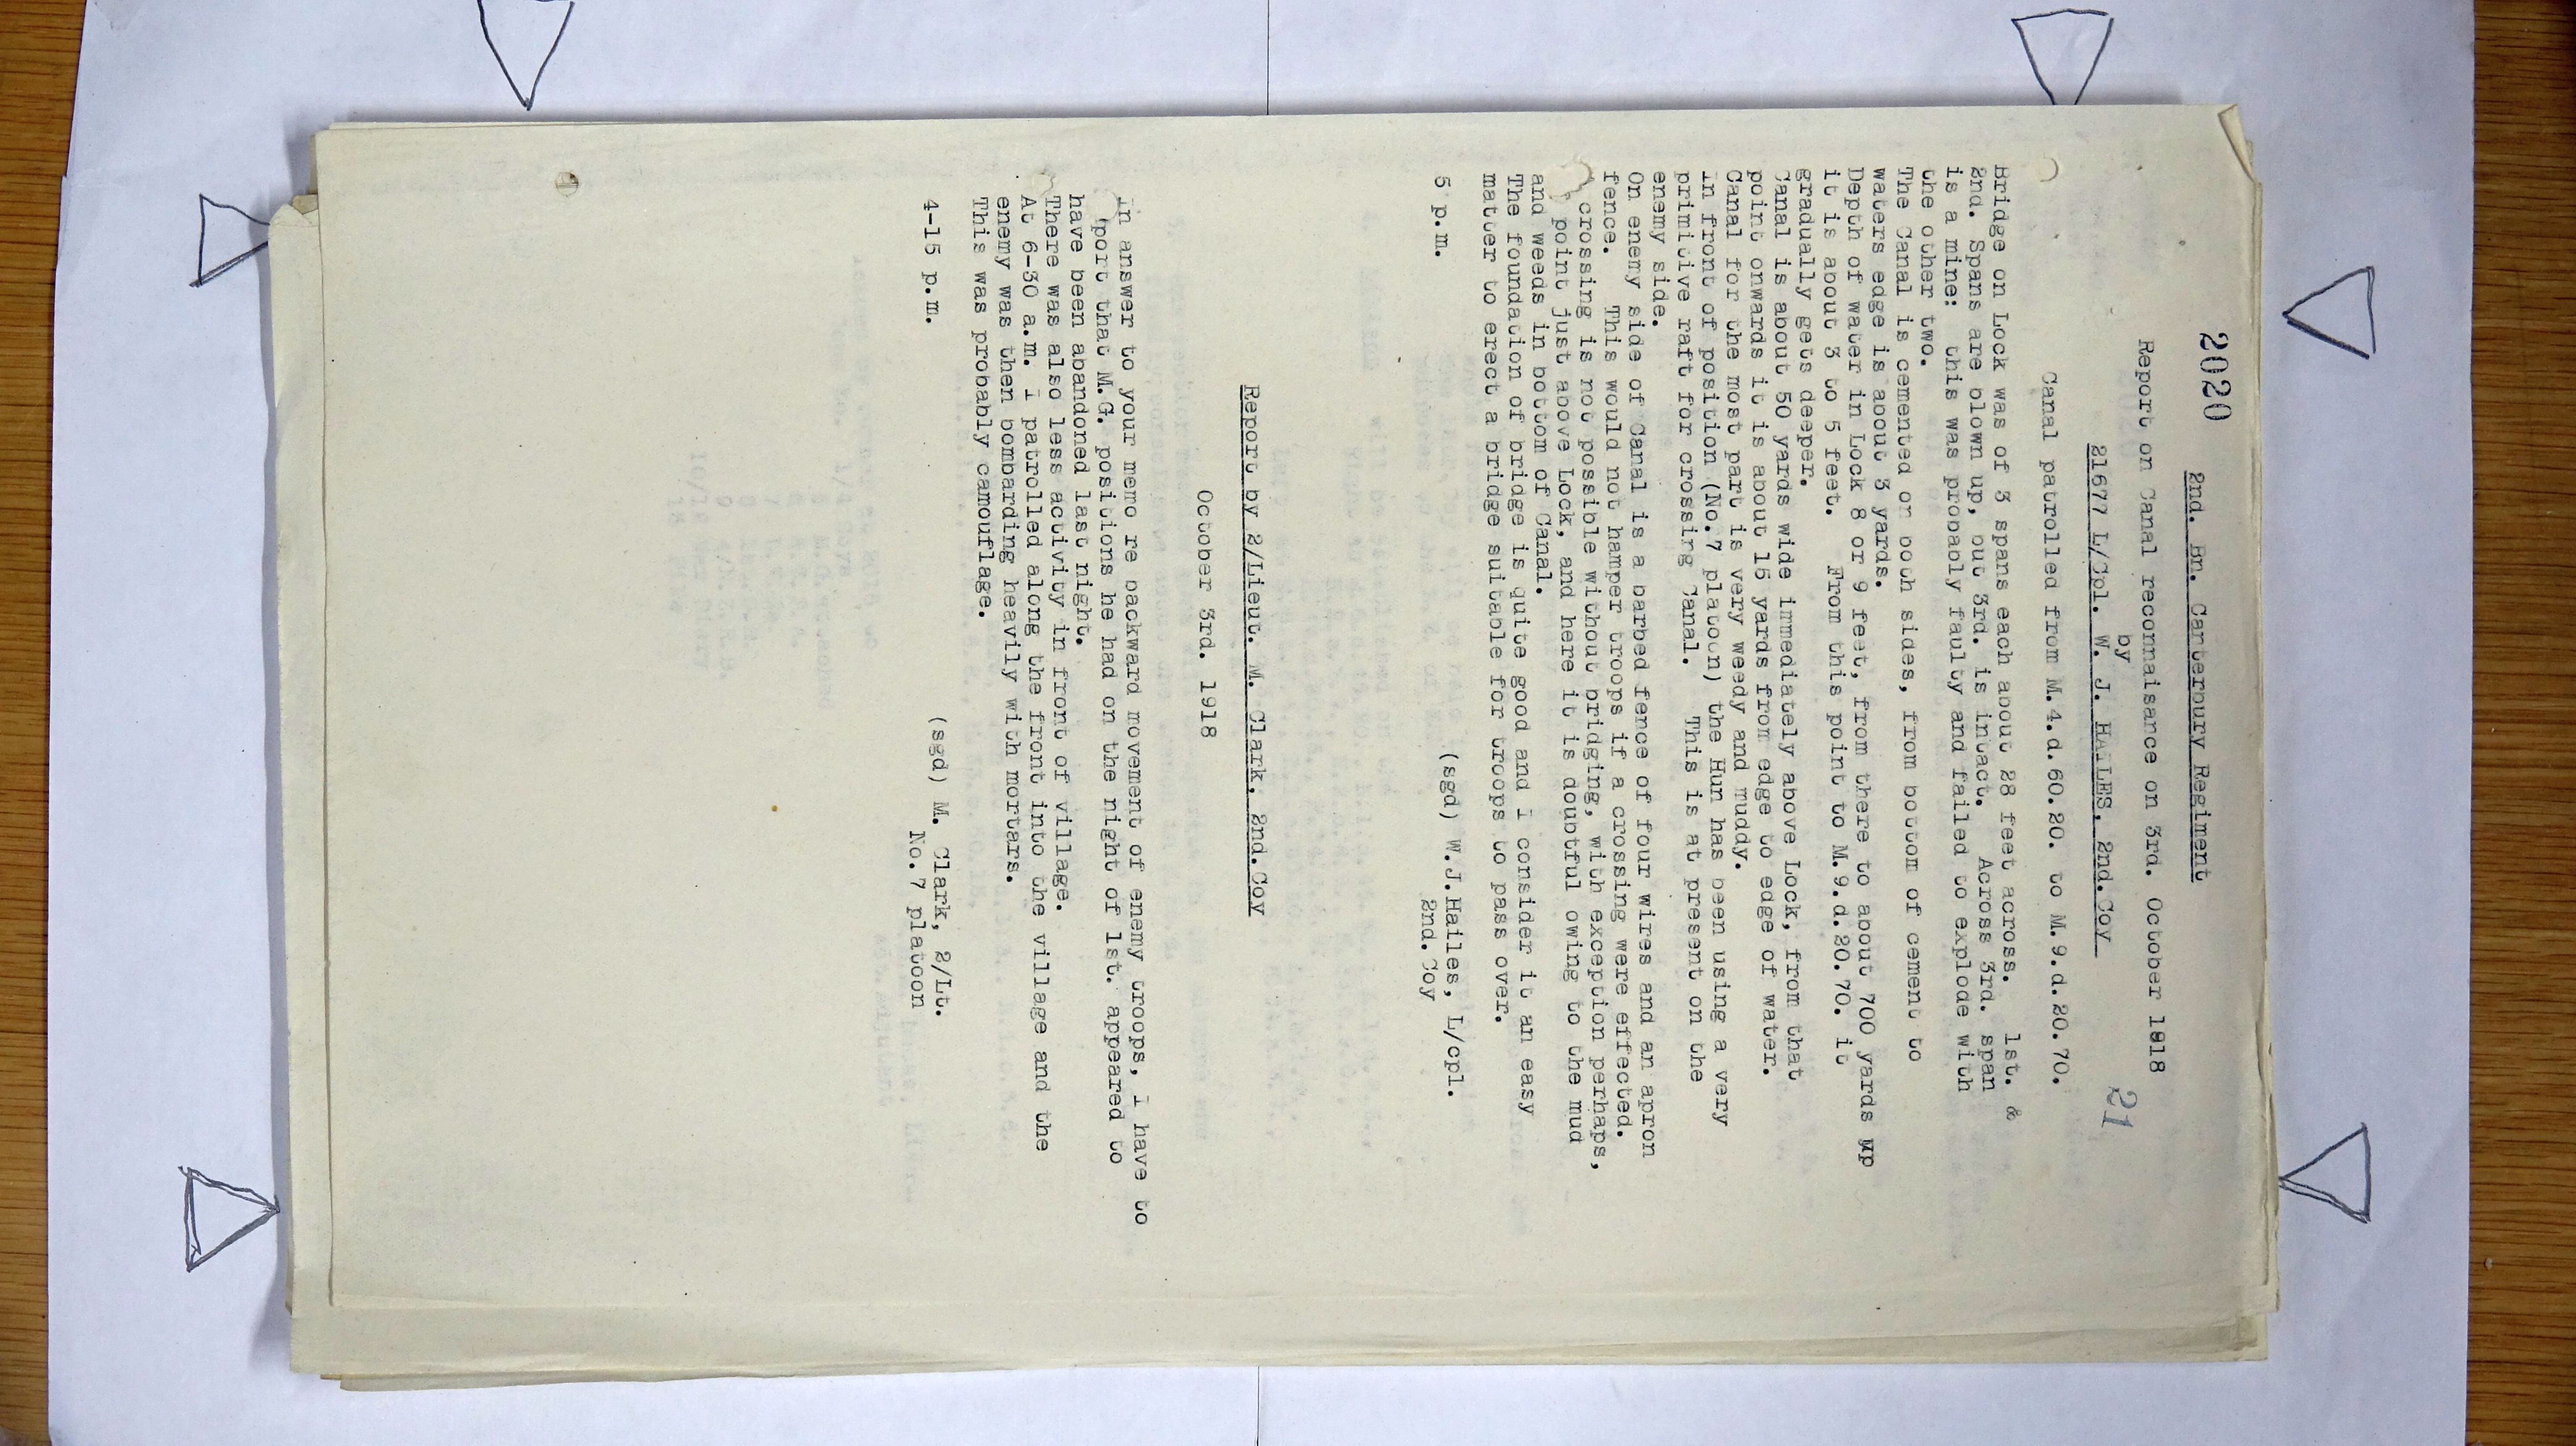 2020
2nd. Bn. Canterbury Regiment
Report on Canal reconnaisance on 3rd. October 1918
by
21677 L/Cpl. W. J. HAILES, 2nd.Coy
21
Canal patrolled from M.4.d.60.20. to M.9.d.20.70.
Bridge on Lock was of 3 spans each about 28 feet across. 1st. &
2nd. Spans are blown up, but 3rd. is intact. Across 3rd. span
is a mine: this was probably faulty and failed to explode with
the other two.
The Canal is cemented on both sides, from bottom of cement to
waters edge is about 3 yards.
Depth of water in Lock 8 or 9 feet, from there to about 700 yards up
it is about 3 to 5 feet. From this point to M.9.d.20.70. it
gradually gets deeper.
Canal is about 50 yards wide immediately above Lock, from that
point onwards it is about 15 yards from edge to edge of water.
Canal for the most part is very weedy and muddy.
In front of position (No.7 platoon) the Hun has been using a very
primitive raft for crossing Canal. This is at present on the
enemy side.
On enemy side of Canal is a barbed fence of four wires and an apron
fence. This would not hamper troops if a crossing were effected.
crossing is not possible without bridging, with exception perhaps,
point just above Lock, and here it is doubtful owing to the mud
and weeds in bottom of Canal.
The foundation of bridge is quite good and I consider it an easy
matter to erect a bridge suitable for troops to pass over.
5 p.m. (sgd) W.J.Hailes, L/cpl.
2nd. Coy
Report by 2/Lieut. M. Clark, 2nd.Coy
October 3rd. 1918
In answer to your memo re backward movement of enemy troops, I have to
port that M.G. positions he had on the night of 1st. appeared to
have been abandoned last night.
There was also less activity in front of village.
At 6-30 a.m. I patrolled along the front into the village and the
enemy was then bombarding heavily with mortars.
This was probably camouflage.
4-15 p.m. (sgd) M. Clark, 2/Lt.
No.7 platoon